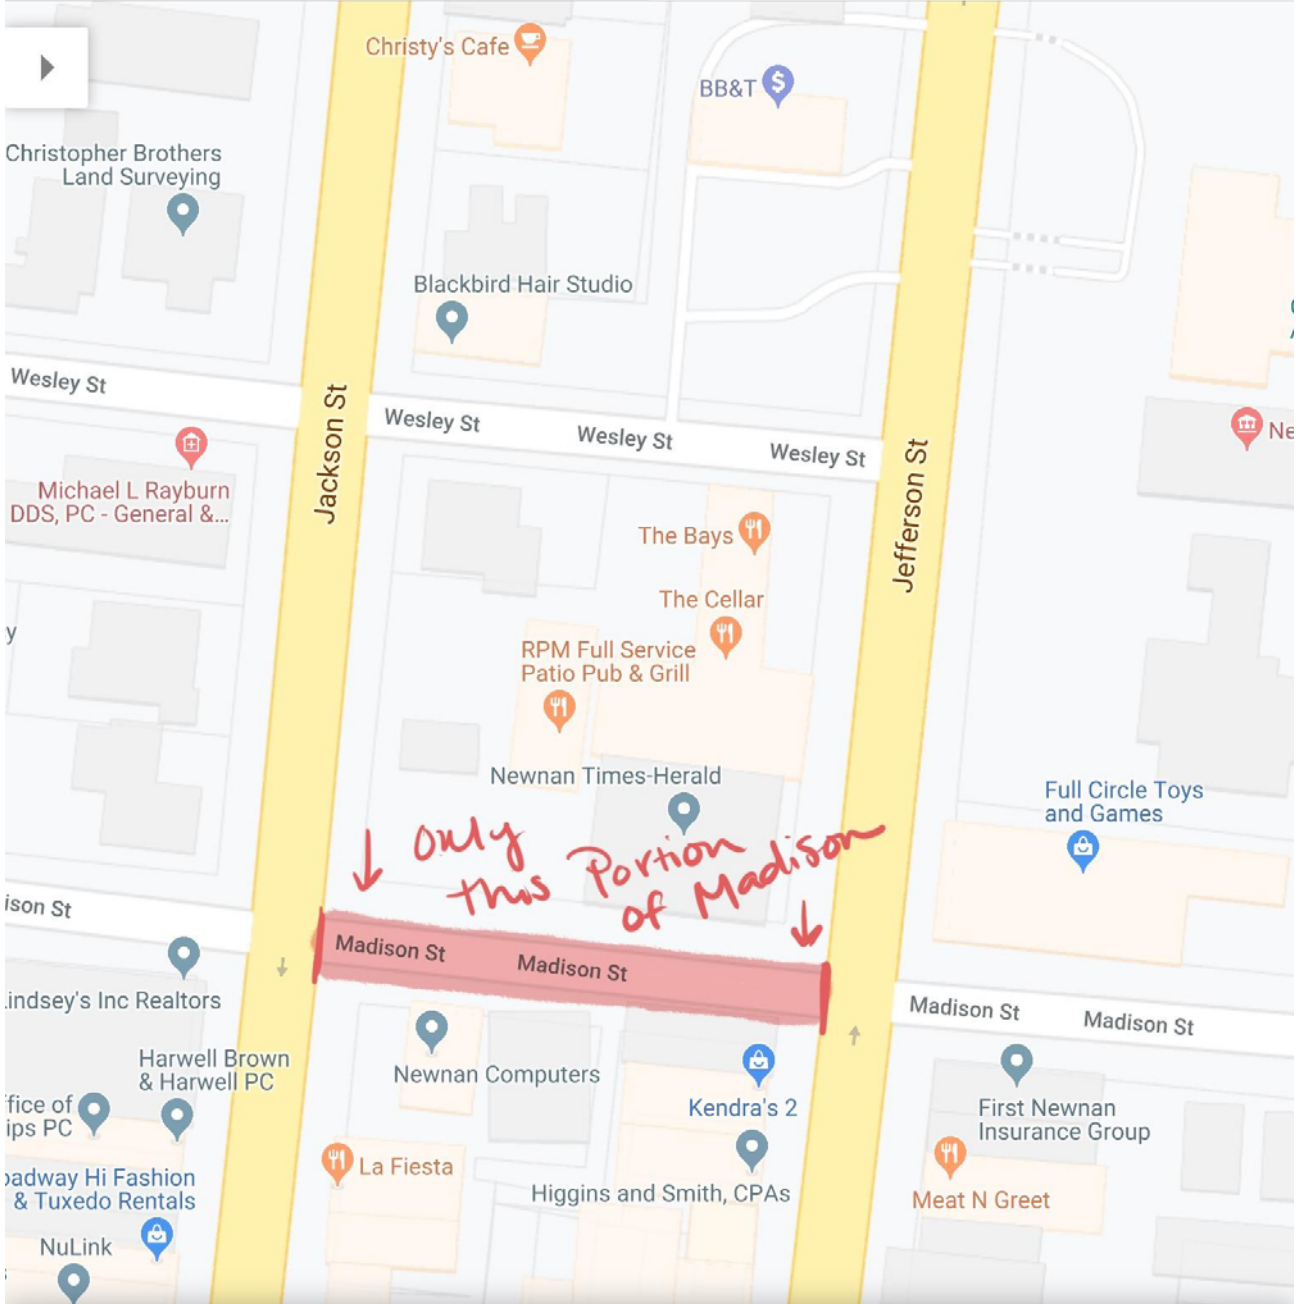 Christy's Cafe
BB&T
Christopher Brothers
Land Surveying
Blackbird Hair Studio
Wesley St
Jackson St
Wesley St
Wesley St
Wesley St
Jefferson St
Ne
Michael L Rayburn
DDS, PC - General &...
The Bays
The Cellar
y
RPM Full Service
Patio Pub & Grill
Newnan Times-Herald
Full Circle Toys
and Games
only
this Portion
of Madison
ison St
Madison St
Madison St
Madison St
Madison St
Lindsey's Inc Realtors
Harwell Brown
& Harwell PC
Newnan Computers
Kendra's 2
First Newnan
Insurance Group
ffice of
ips PC
La Fiesta
Higgins and Smith, CPAs
Meat N Greet
oadway Hi Fashion
& Tuxedo Rentals
NuLink